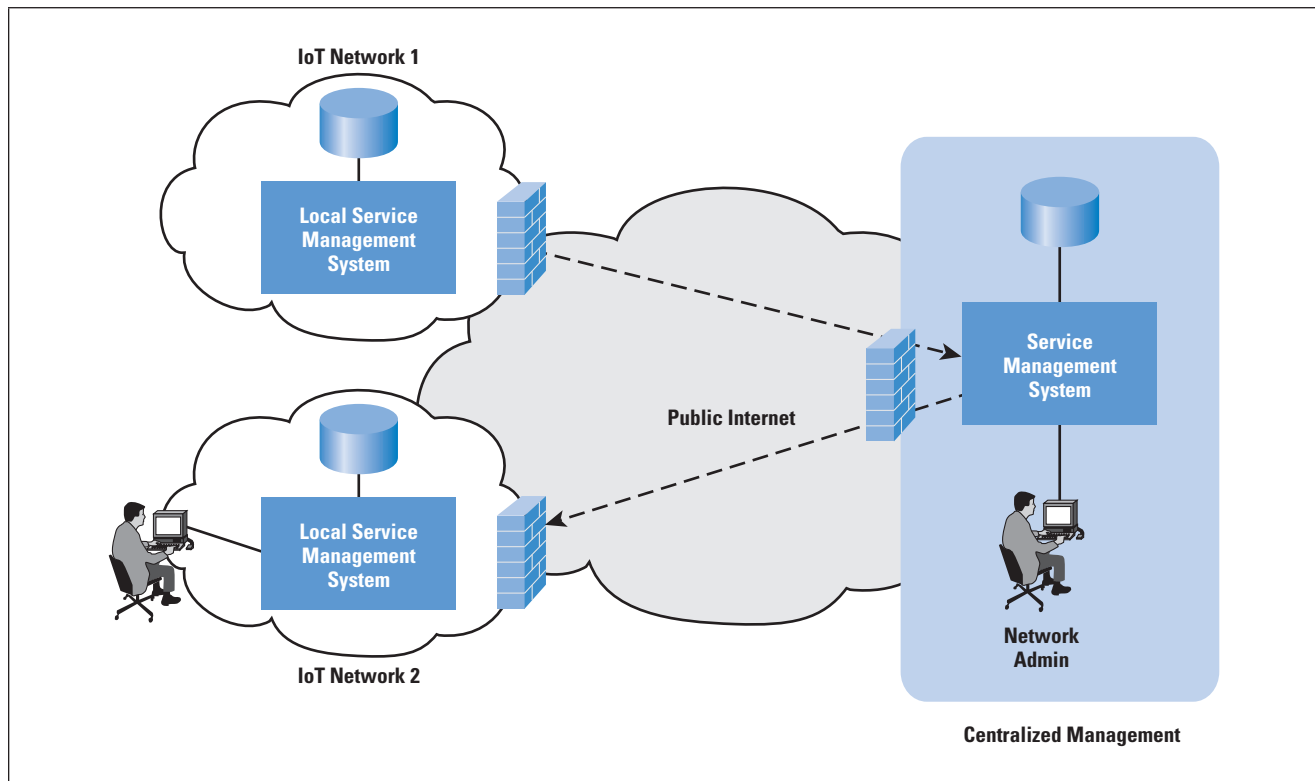 IoT Network 1
Local Service
Management
System
Service
Management
System
Public Internet
Local Service
Management
System
Network
Admin
IoT Network 2
Centralized Management